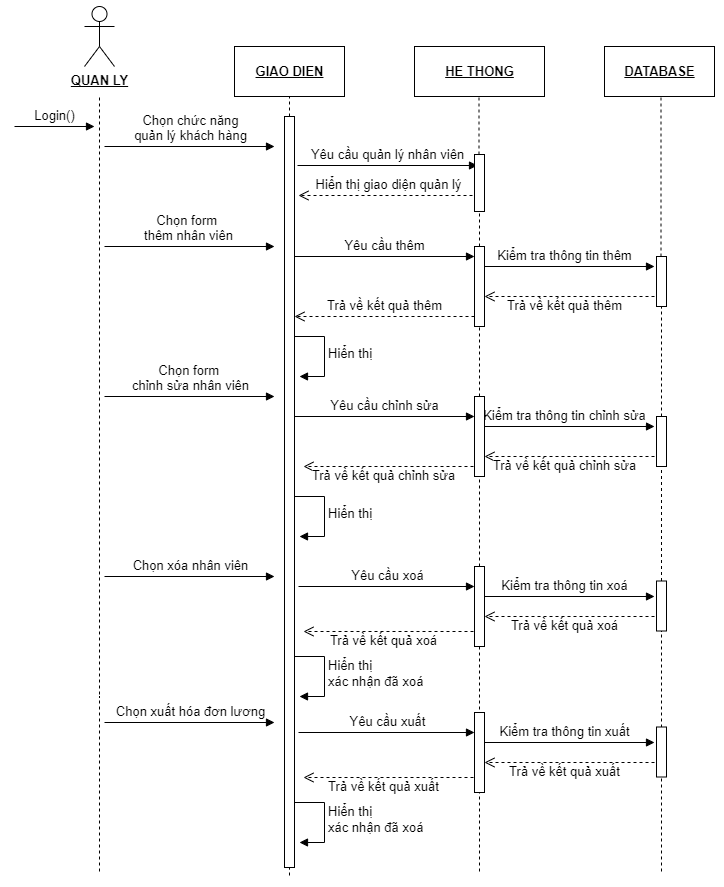 QUAN LY
GIAO DIEN
HE THONG
DATABASE
Login()
Chọn chức năng
quản lý khách hàng
Yêu cầu quản lý nhân viên
Hiển thị giao diện quản lý
Chọn form
thêm nhân viên
Yêu cầu thêm
Kiểm tra thông tin thêm
Trả về kết quả thêm
Trả về kết quả thêm
Hiển thị
Chọn form
chỉnh sửa nhân viên
Yêu cầu chỉnh sửa
Kiểm tra thông tin chỉnh sửa
Trả về kết quả chỉnh sửa
Trả về kết quả chỉnh sửa
Hiển thị
Chọn xóa nhân viên
Yêu cầu xoá
Kiểm tra thông tin xoá
Trả về kết quả xoá
Trả về kết quả xoá
Hiển thị
xác nhận đã xoá
Chọn xuất hóa đơn lương
Yêu cầu xuất
Kiểm tra thông tin xuất
Trả về kết quả xuất
Trả về kết quả xuất
Hiển thị
xác nhận đã xoá